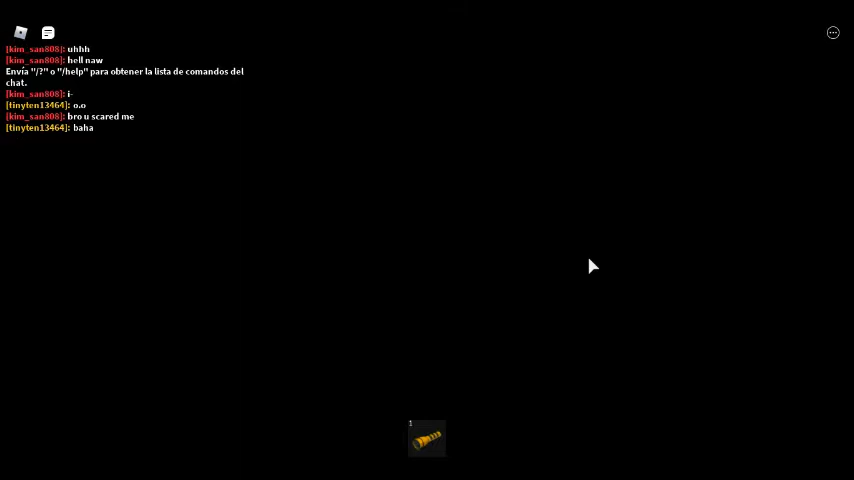 [kim_san808]: uhhh
[kim_san808]: hell naw
Envía "/?" o "/help" para obtener la lista de comandos del
chat.
[kim_san808]: i-
[tinyten13464]: o.o
[kim_san808]: bro u scared me
[tinyten13464]: baha
1